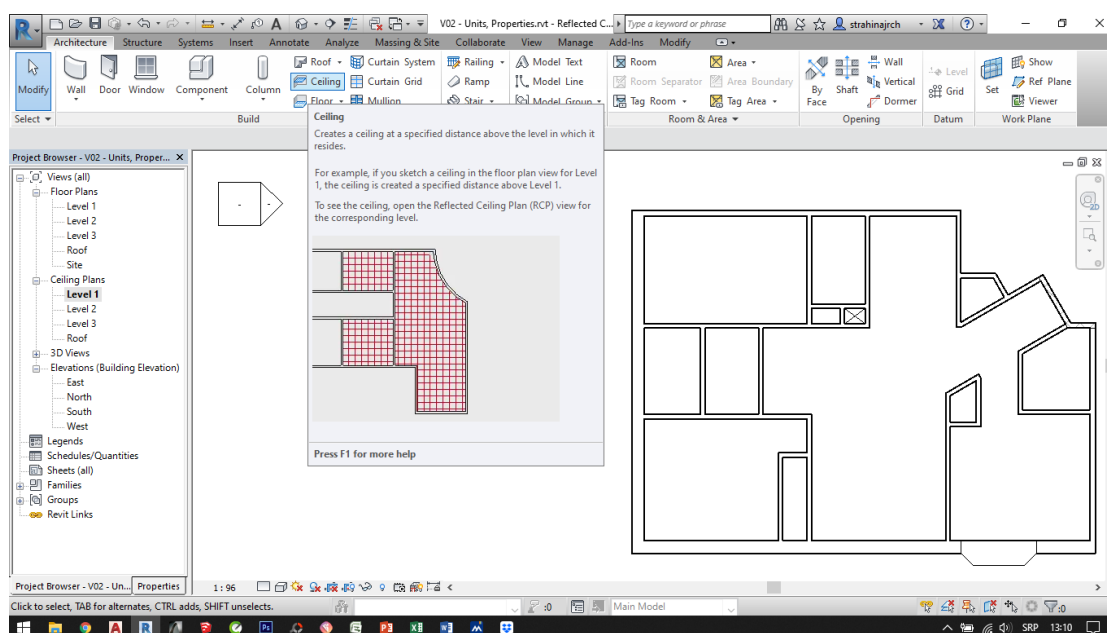 V02 - Units, Properties.rvt - Reflected C...
Type a keyword or phrase
strahinajrch
Architecture Structure Systems Insert Annotate Analyze Massing & Site Collaborate View Manage Add-Ins Modify
Modify
Wall
Door
Window
Component
Column
Roof
Curtain System
Railing
Model Text
Room
Area
By Face
Shaft
Wall
Level
Set
Show
Ceiling
Curtain Grid
Ramp
Model Line
Room Separator
Area Boundary
Vertical
Grid
Ref Plane
Floor
Mullion
Stair
Model Group
Tag Room
Tag Area
Dormer
Viewer
Select
Build
Room & Area
Opening
Datum
Work Plane
Ceiling
Creates a ceiling at a specified distance above the level in which it
resides.
For example, if you sketch a ceiling in the floor plan view for Level
1, the ceiling is created a specified distance above Level 1.
To see the ceiling, open the Reflected Ceiling Plan (RCP) view for
the corresponding level.
Press F1 for more help
Project Browser - V02 - Units, Proper...
Views (all)
Floor Plans
Level 1
Level 2
Level 3
Roof
Site
Ceiling Plans
Level 1
Level 2
Level 3
Roof
3D Views
Elevations (Building Elevation)
East
North
South
West
Legends
Schedules/Quantities
Sheets (all)
Families
Groups
Revit Links
2D
Project Browser - V02 - Un... Properties
1 : 96
Click to select, TAB for alternates, CTRL adds, SHIFT unselects.
:0
Main Model
:0
SRP 13:10